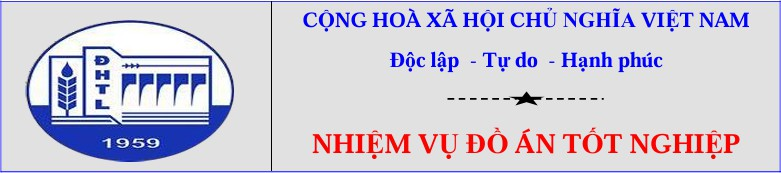 ĐHTL
1959
CỘNG HOÀ XÃ HỘI CHỦ NGHĨA VIỆT NAM
Độc lập - Tự do - Hạnh phúc
NHIỆM VỤ ĐỒ ÁN TỐT NGHIỆP